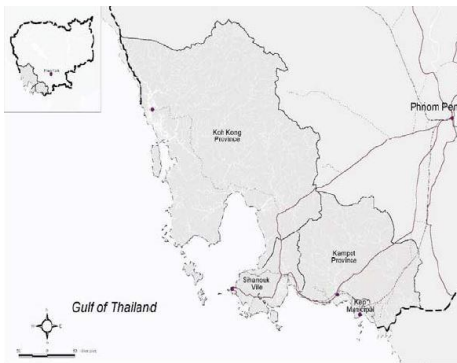 Phnom Pen
Koh Kong
Province
Kampot
Province
Sihanouk
Ville
Kep
Municipal
Gulf of Thailand